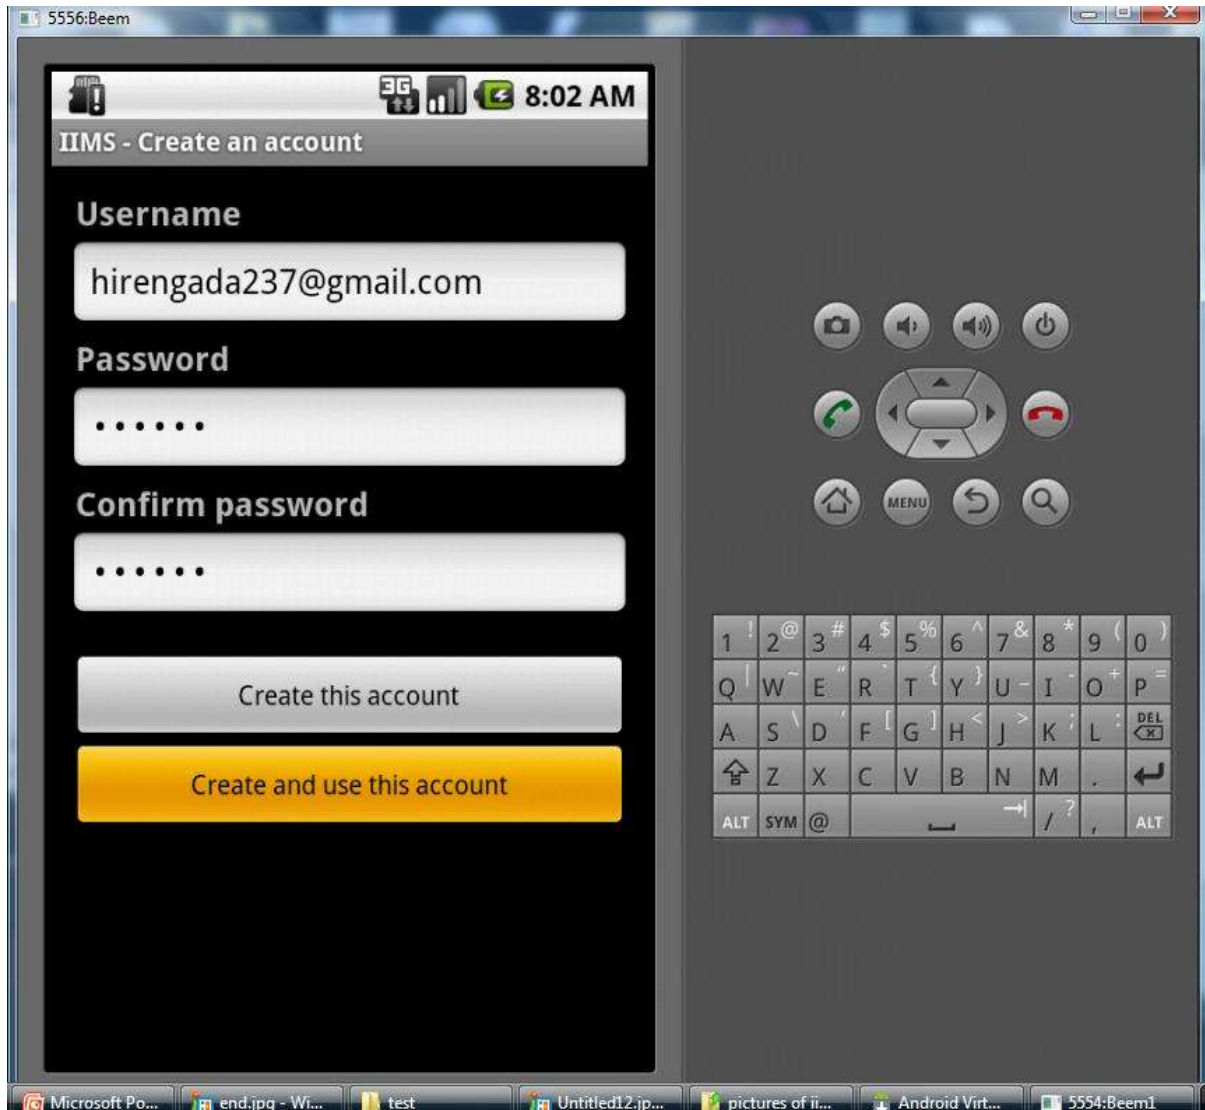 5556:Beem
3G 8:02 AM
IIMS - Create an account
Username
hirengada237@gmail.com
Password
••••••
Confirm password
••••••
Create this account
Create and use this account
MENU
1 ! 2 @ 3 # 4 $ 5 % 6 ^ 7 & 8 * 9 ( 0 )
Q | W ~ E “ R ` T { Y } U _ I - O + P =
A S \ D ' F [ G ] H < J > K ; L : DEL
Z X C V B N M .
ALT SYM @ / ? , ALT
Microsoft Po... end.jpg - Wi... test Untitled12.jp... pictures of ii... Android Virt... 5554:Beem1